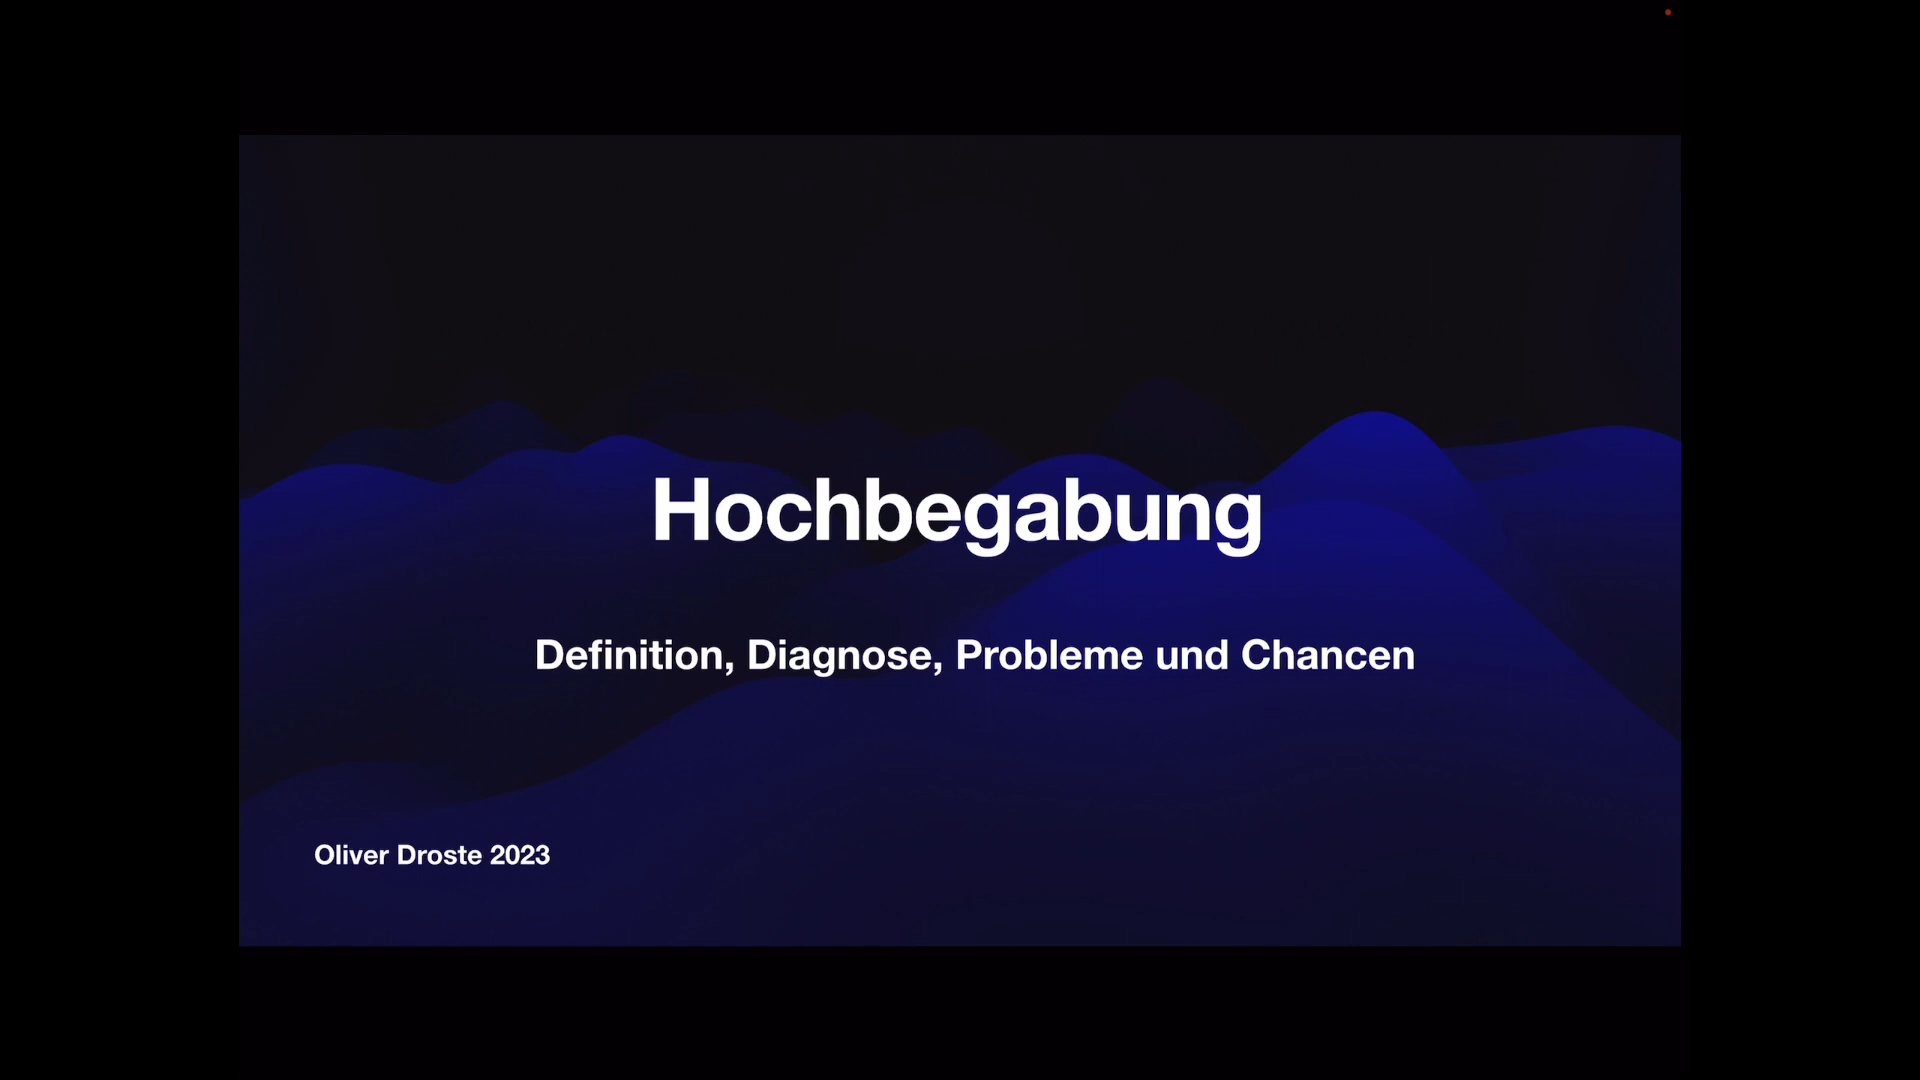 Hochbegabung
Definition, Diagnose, Probleme und Chancen
Oliver Droste 2023